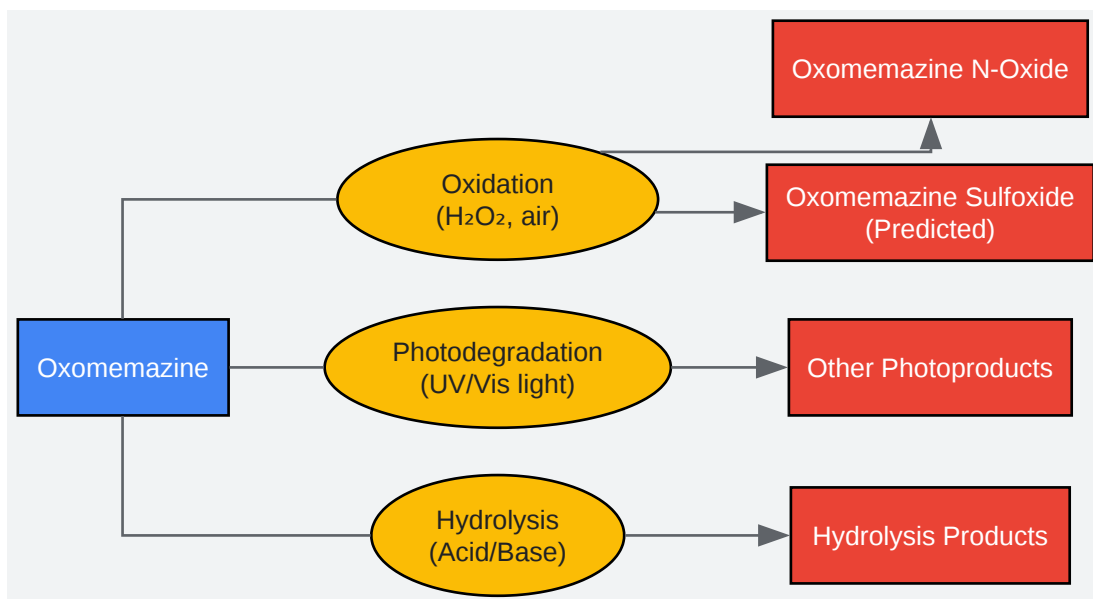 Oxomemazine N-Oxide
Oxidation
(H₂O₂, air)
Oxomemazine Sulfoxide
(Predicted)
Oxomemazine
Photodegradation
(UV/Vis light)
Other Photoproducts
Hydrolysis
(Acid/Base)
Hydrolysis Products